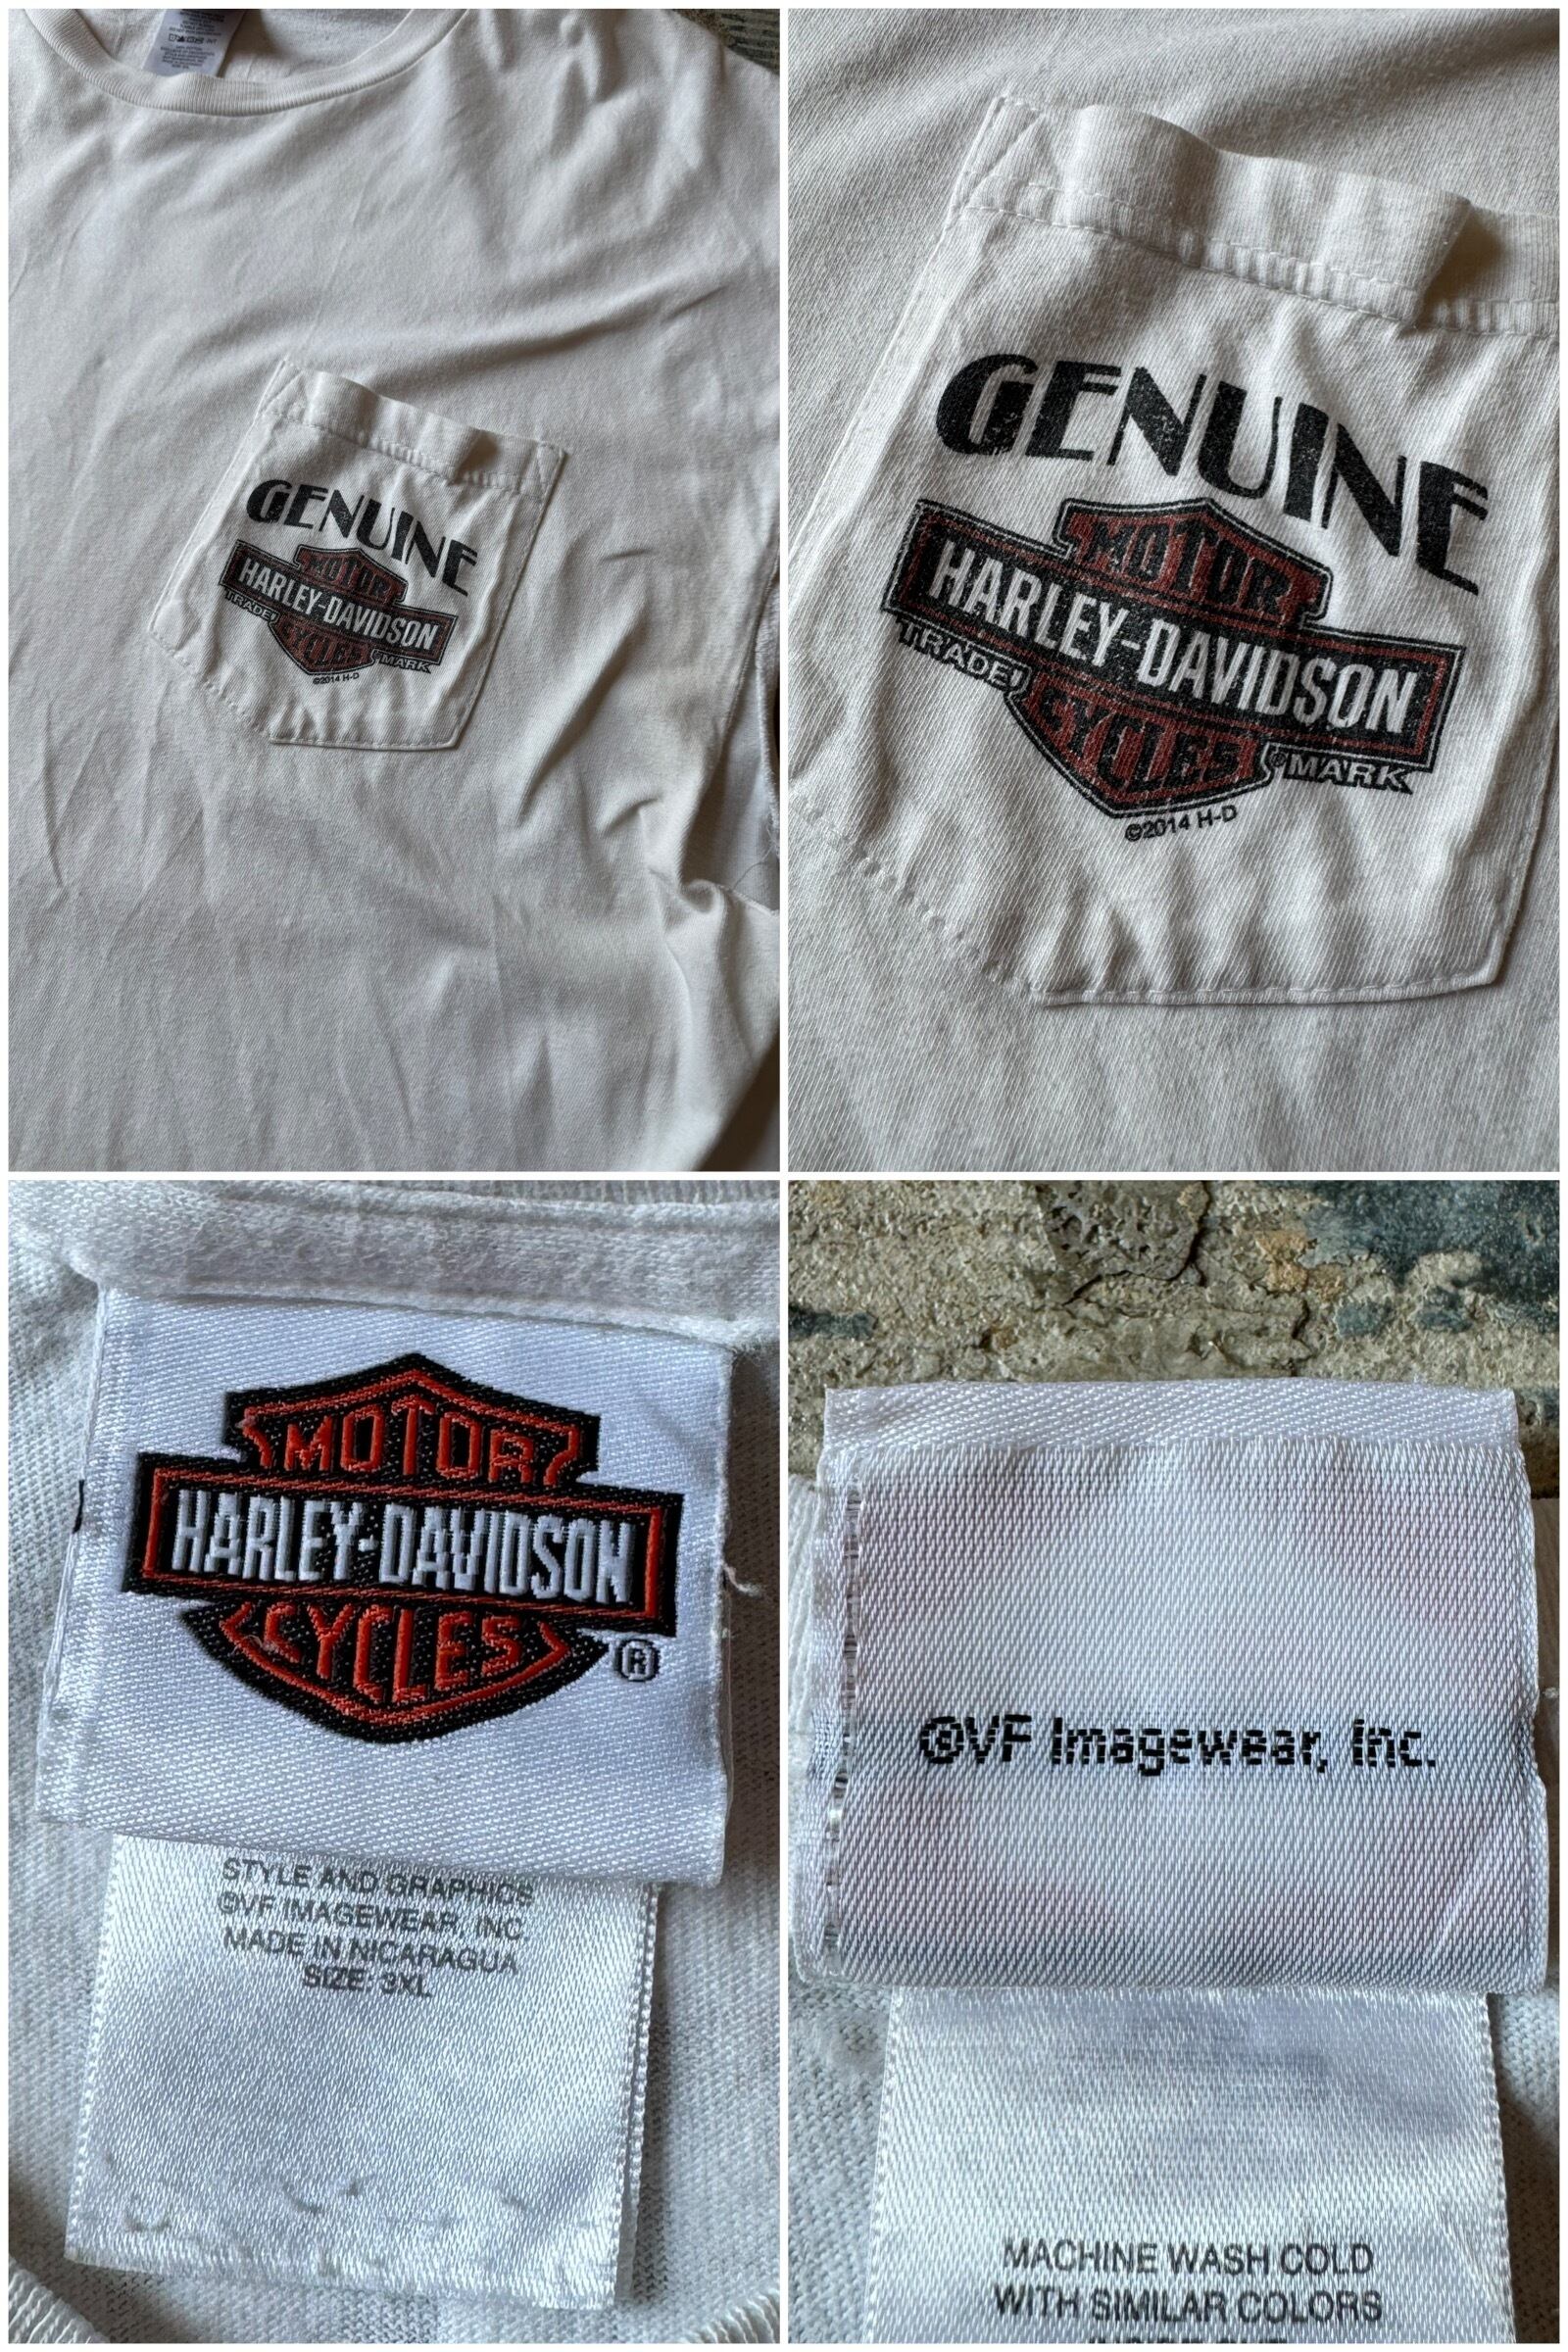 GENUINE
MOTOR
HARLEY-DAVIDSON
TRADE
CYCLES
MARK
©2014 H-D
GENUINE
MOTOR
HARLEY-DAVIDSON
TRADE
CYCLES
®MARK
©2014 H-D
MOTOR
HARLEY-DAVIDSON
CYCLES
®
STYLE AND GRAPHICS
©VF IMAGEWEAR, INC
MADE IN NICARAGUA
SIZE: 3XL
©VF Imagewear, Inc.
MACHINE WASH COLD
WITH SIMILAR COLORS